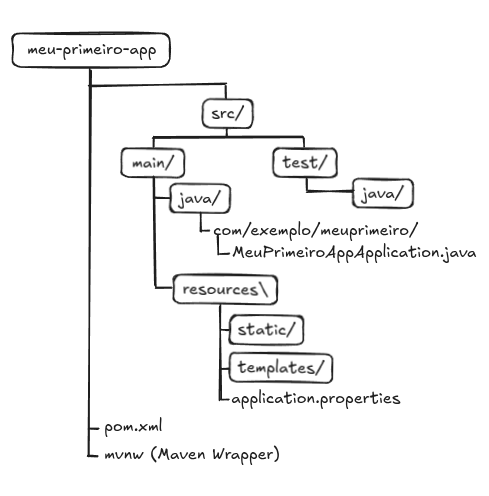 meu-primeiro-app
src/
main/
test/
java/
java/
com/exemplo/meuprimeiro/
MeuPrimeiroAppApplication.java
resources\
static/
templates/
application.properties
pom.xml
mvnw (Maven Wrapper)